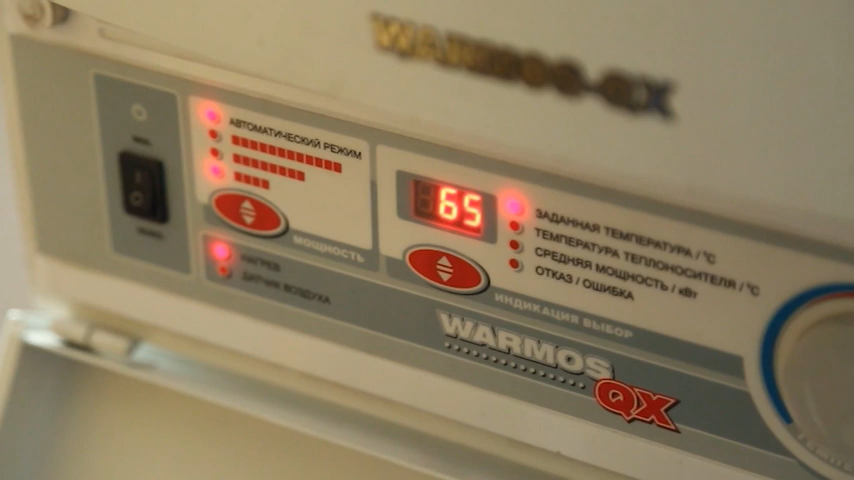 WARMOS-QX
АВТОМАТИЧЕСКИЙ РЕЖИМ
МОЩНОСТЬ
НАГРЕВ
ДАТЧИК ВОЗДУХА
65
ЗАДАННАЯ ТЕМПЕРАТУРА / °C
ТЕМПЕРАТУРА ТЕПЛОНОСИТЕЛЯ / °C
СРЕДНЯЯ МОЩНОСТЬ / кВт
ОТКАЗ / ОШИБКА
ИНДИКАЦИЯ ВЫБОР
WARMOS
QX